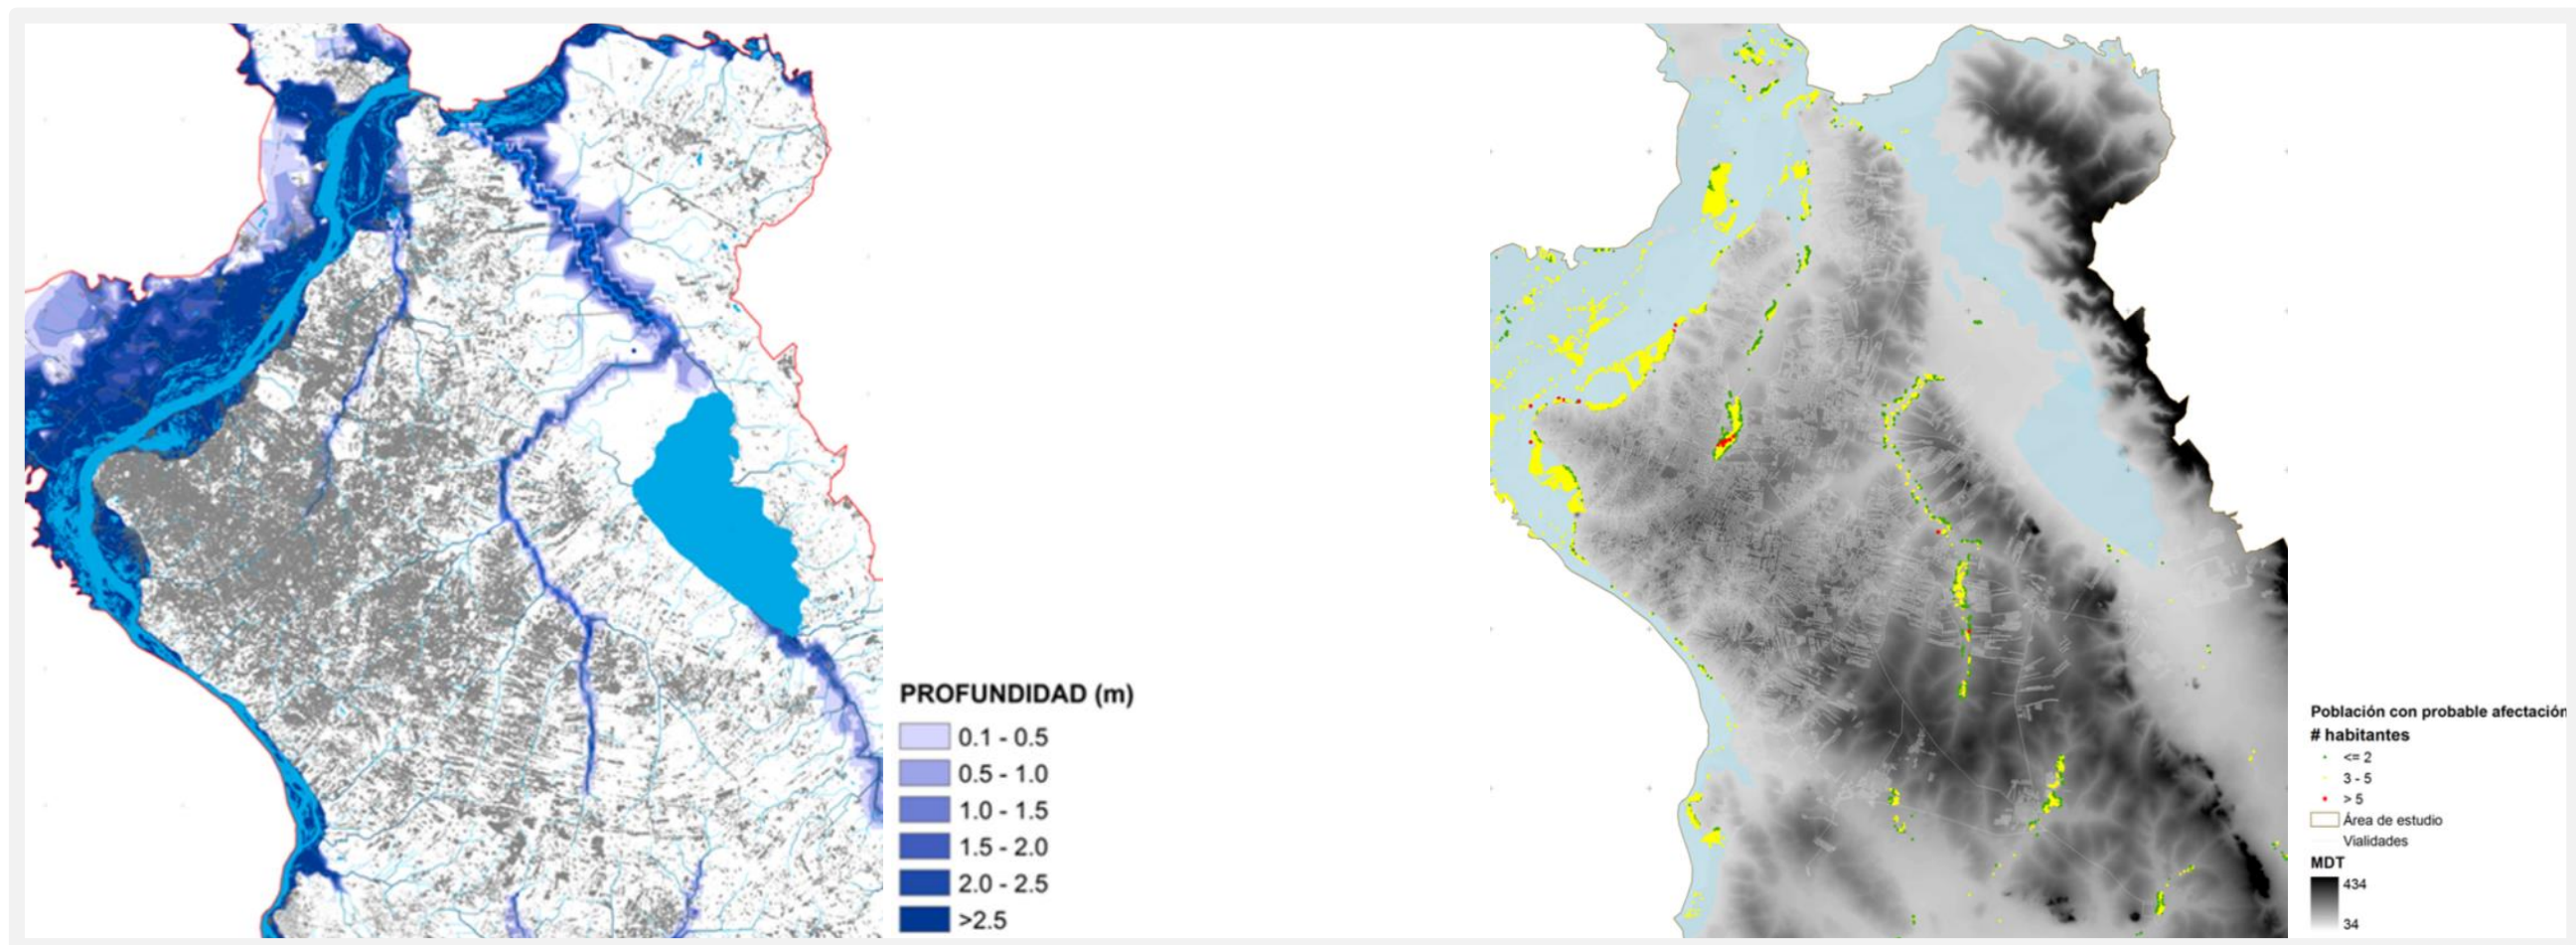 PROFUNDIDAD (m)
0.1 - 0.5
0.5 - 1.0
1.0 - 1.5
1.5 - 2.0
2.0 - 2.5
>2.5
Población con probable afectación
# habitantes
<= 2
3 - 5
> 5
Área de estudio
Vialidades
MDT
434
34